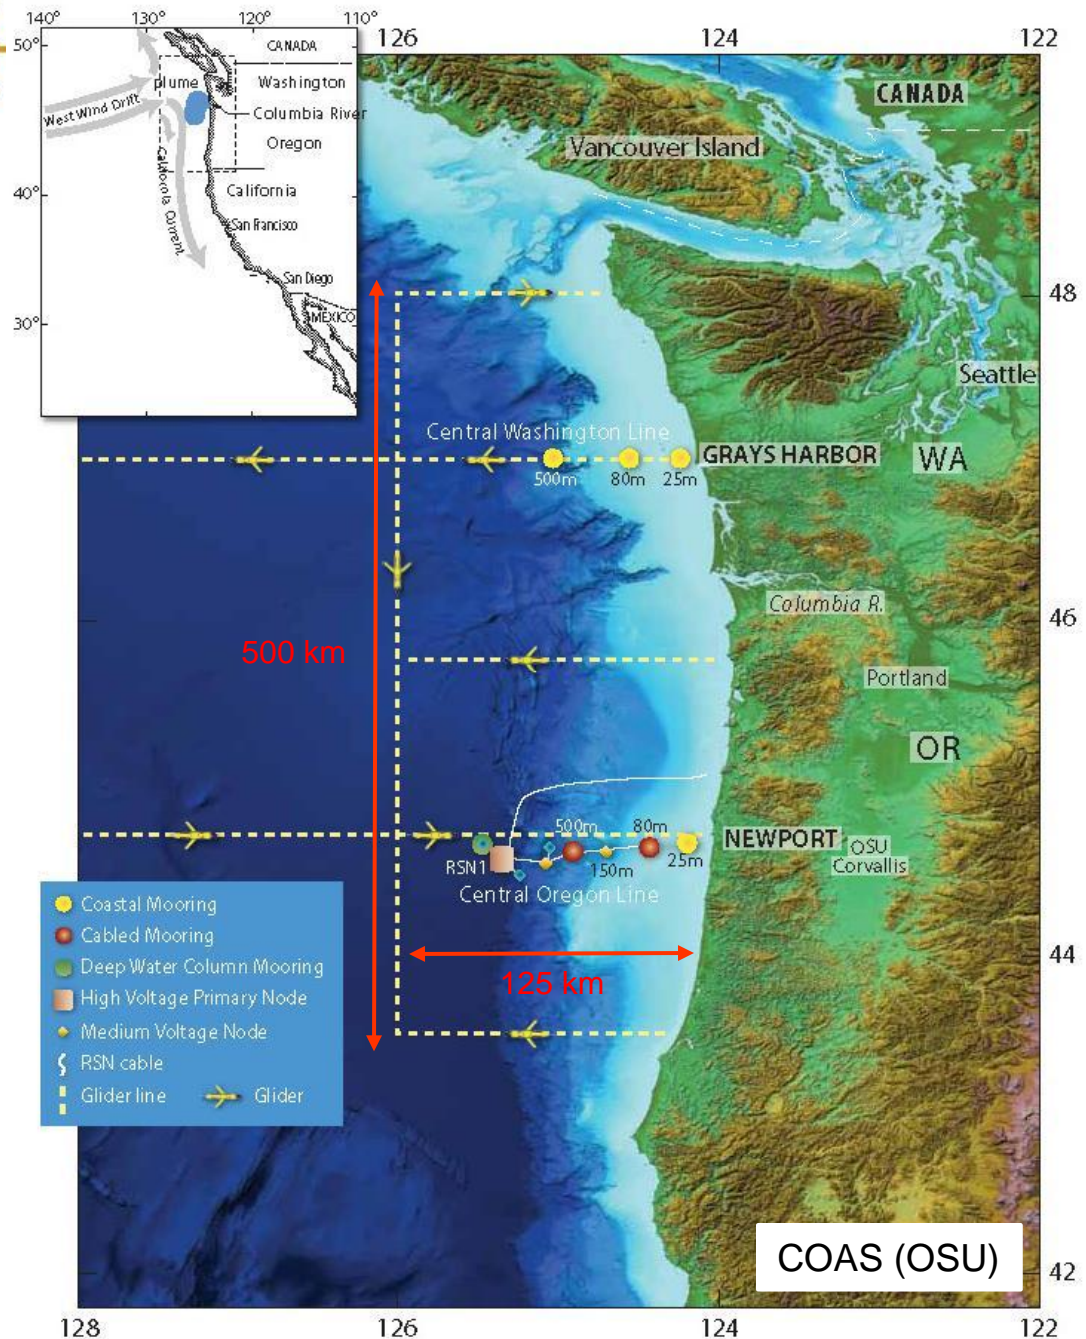 140°
130°
120°
110°
50°
40°
30°
CANADA
Washington
plume
Columbia River
Oregon
West Wind Drift
California Current
California
San Francisco
San Diego
MEXICO
126
124
122
CANADA
Vancouver Island
48
Seattle
Central Washington Line
GRAYS HARBOR
WA
500m
80m
25m
Columbia R.
46
500 km
Portland
OR
500m
80m
NEWPORT
OSU
Corvallis
RSN1
150m
25m
Central Oregon Line
44
125 km
Coastal Mooring
Cabled Mooring
Deep Water Column Mooring
High Voltage Primary Node
Medium Voltage Node
RSN cable
Glider line
Glider
COAS (OSU)
42
128
126
124
122